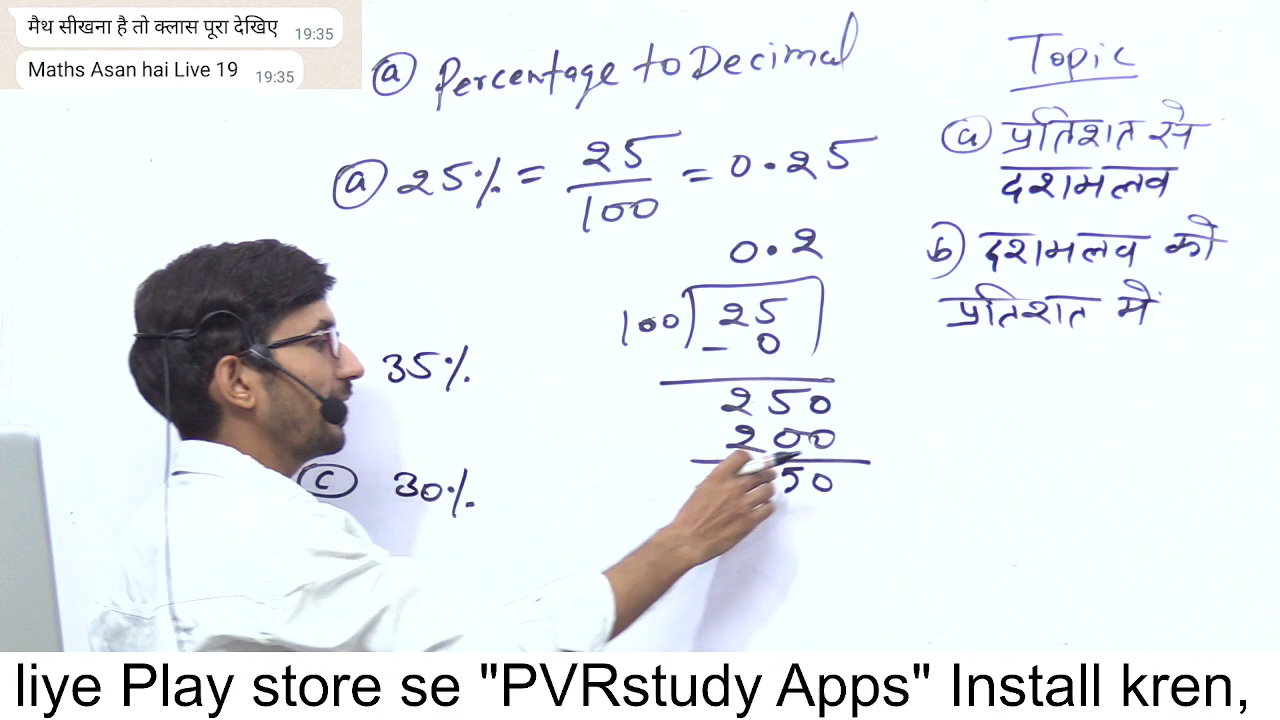 मैथ सीखना है तो क्लास पूरा देखिए 19:35
Maths Asan hai Live 19 19:35
ⓐ Percentage to Decimal
ⓐ 25% = 25/100 = 0.25
0.2
100) 25
- 0
250
200
50
35%
ⓒ 30%
Topic
ⓐ प्रतिशत से
दशमलव
ⓑ दशमलव को
प्रतिशत में
liye Play store se "PVRstudy Apps" Install kren,